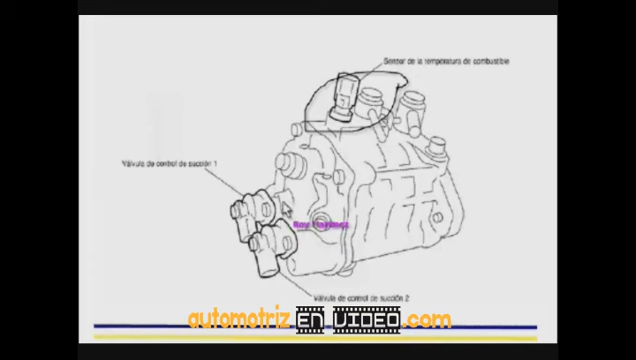 Sensor de la temperatura de combustible
Válvula de control de succión 1
Válvula de control de succión 2
automotriz EN VIDEO.com